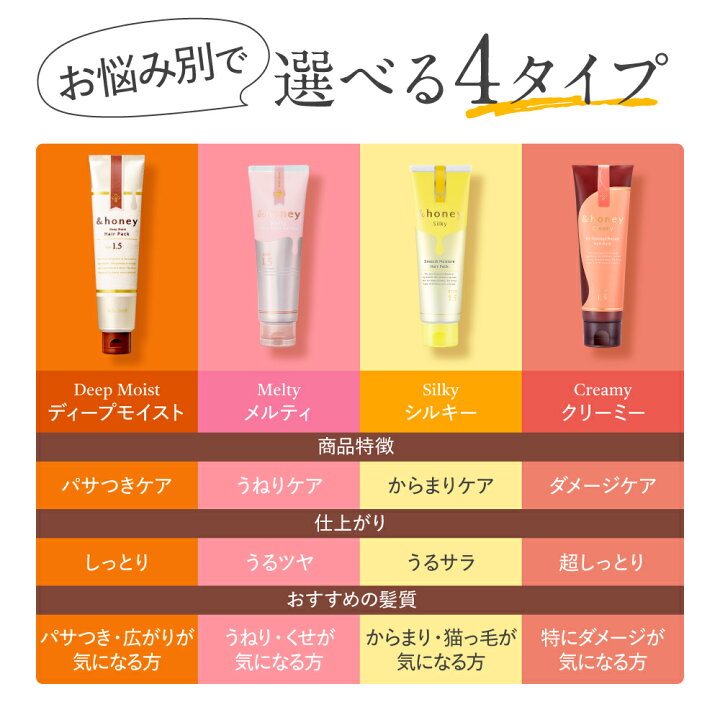 お悩み別で
選べる4タイプ
&honey
Deep Moist
Hair Pack
1.5
&honey
1.5
&honey
Silky
Smooth Moisture
Hair Pack
STEP
1.5
&honey
Creamy
Hair Pack
1.5
Deep Moist
ディープモイスト
Melty
メルティ
Silky
シルキー
Creamy
クリーミー
商品特徴
パサつきケア
うねりケア
からまりケア
ダメージケア
仕上がり
しっとり
うるツヤ
うるサラ
超しっとり
おすすめの髪質
パサつき・広がりが
気になる方
うねり・くせが
気になる方
からまり・猫っ毛が
気になる方
特にダメージが
気になる方